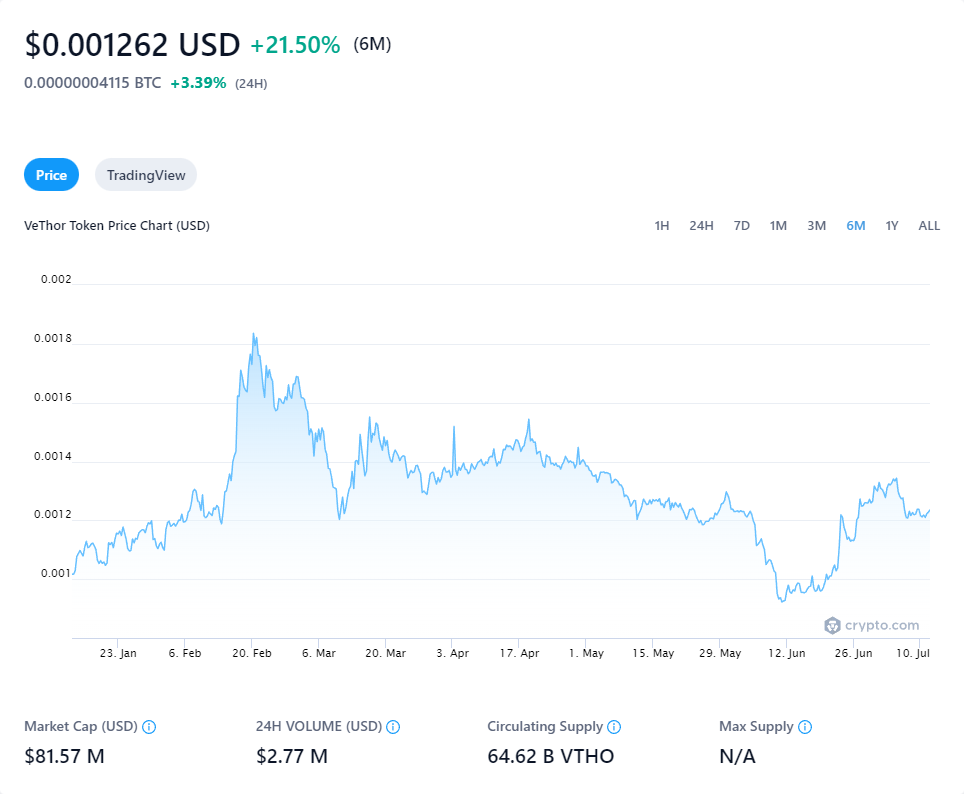 $0.001262 USD +21.50% (6M)
0.00000004115 BTC +3.39% (24H)
Price TradingView
VeThor Token Price Chart (USD) 1H 24H 7D 1M 3M 6M 1Y ALL
0.002
0.0018
0.0016
0.0014
0.0012
0.001
crypto.com
23. Jan 6. Feb 20. Feb 6. Mar 20. Mar 3. Apr 17. Apr 1. May 15. May 29. May 12. Jun 26. Jun 10. Jul
Market Cap (USD) 24H VOLUME (USD) Circulating Supply Max Supply
$81.57 M $2.77 M 64.62 B VTHO N/A